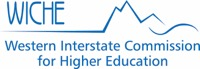 WICHE
Western Interstate Commission
for Higher Education